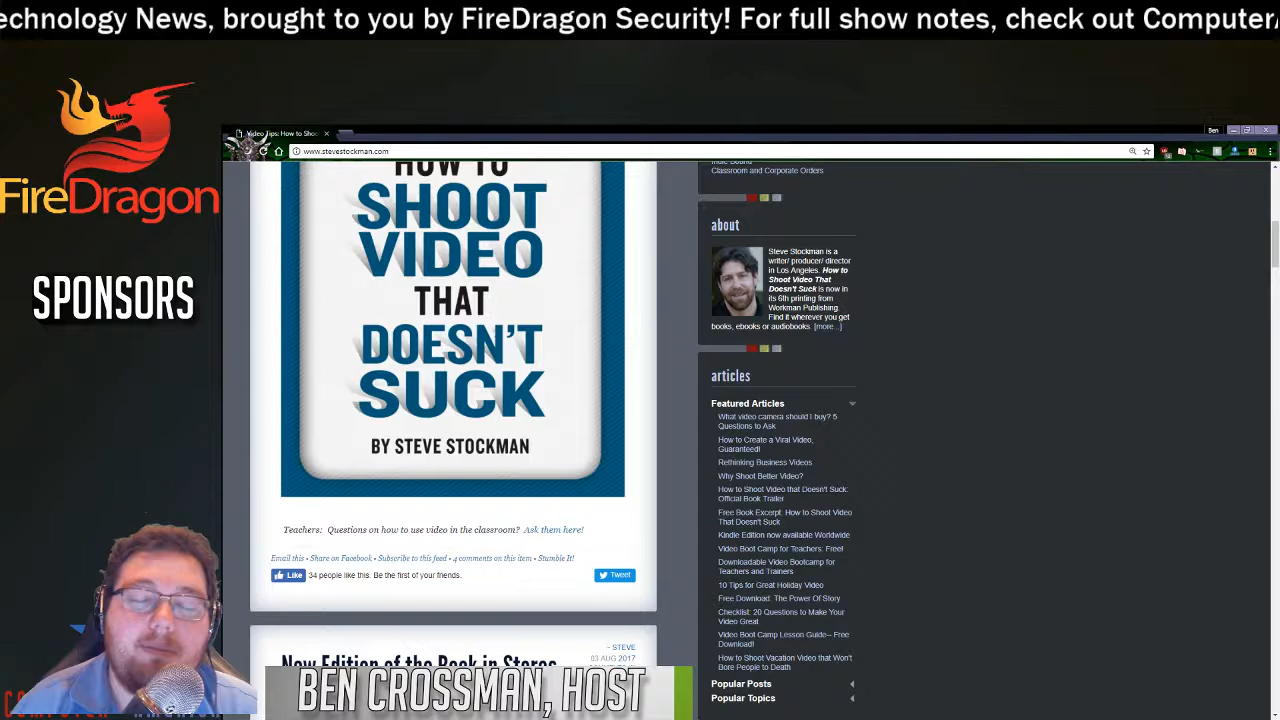 echnology News, brought to you by FireDragon Security! For full show notes, check out Computer
FireDragon
SPONSORS
Video Tips: How to Shoo
Ben
www.stevestockman.com
HOW TO
SHOOT
VIDEO
THAT
DOESN'T
SUCK
BY STEVE STOCKMAN
Teachers: Questions on how to use video in the classroom? Ask them here!
Email this • Share on Facebook • Subscribe to this feed • 4 comments on this item • Stumble It!
Like 34 people like this. Be the first of your friends.
Tweet
~ STEVE
03 AUG 2017
New Edition of the Book in Stores
Indie Bound
Classroom and Corporate Orders
about
Steve Stockman is a
writer/ producer/ director
in Los Angeles. How to
Shoot Video That
Doesn't Suck is now in
its 6th printing from
Workman Publishing.
Find it wherever you get
books, ebooks or audiobooks. [more...]
articles
Featured Articles
What video camera should I buy? 5
Questions to Ask
How to Create a Viral Video,
Guaranteed!
Rethinking Business Videos
Why Shoot Better Video?
How to Shoot Video that Doesn't Suck:
Official Book Trailer
Free Book Excerpt: How to Shoot Video
That Doesn't Suck
Kindle Edition now available Worldwide
Video Boot Camp for Teachers: Free!
Downloadable Video Bootcamp for
Teachers and Trainers
10 Tips for Great Holiday Video
Free Download: The Power Of Story
Checklist: 20 Questions to Make Your
Video Great
Video Boot Camp Lesson Guide-- Free
Download!
How to Shoot Vacation Video that Won't
Bore People to Death
Popular Posts
Popular Topics
BEN CROSSMAN, HOST